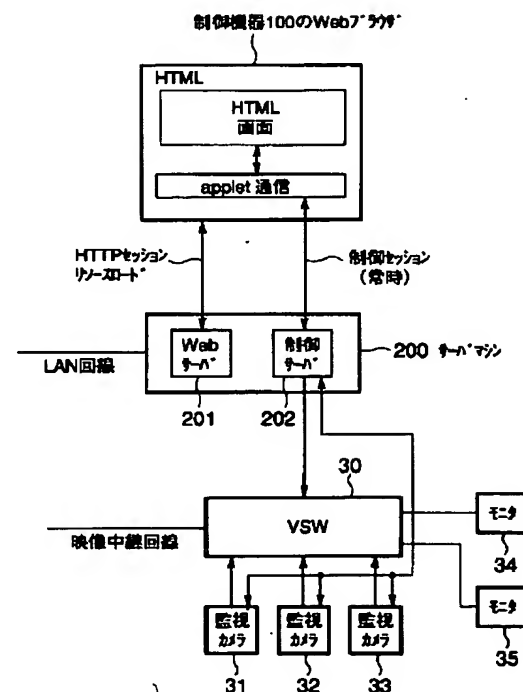 制御機器100のWebブラウザ
HTML
HTML
画面
applet 通信
HTTPセッション
リソースロード
制御セッション
(常時)
Web
サーバ
制御
サーバ
200 サーバマシン
LAN回線
201
202
30
VSW
モニタ
34
映像中継回線
監視
カメラ
監視
カメラ
監視
カメラ
モニタ
35
31
32
33